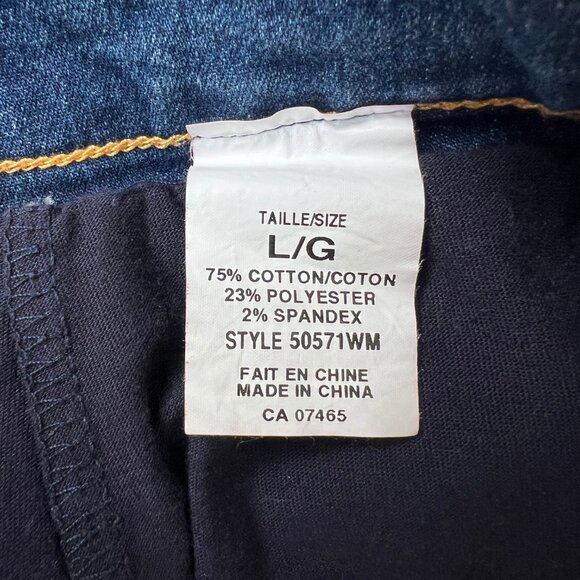 TAILLE/SIZE
L/G
75% COTTON/COTON
23% POLYESTER
2% SPANDEX
STYLE 50571WM
FAIT EN CHINE
MADE IN CHINA
CA 07465